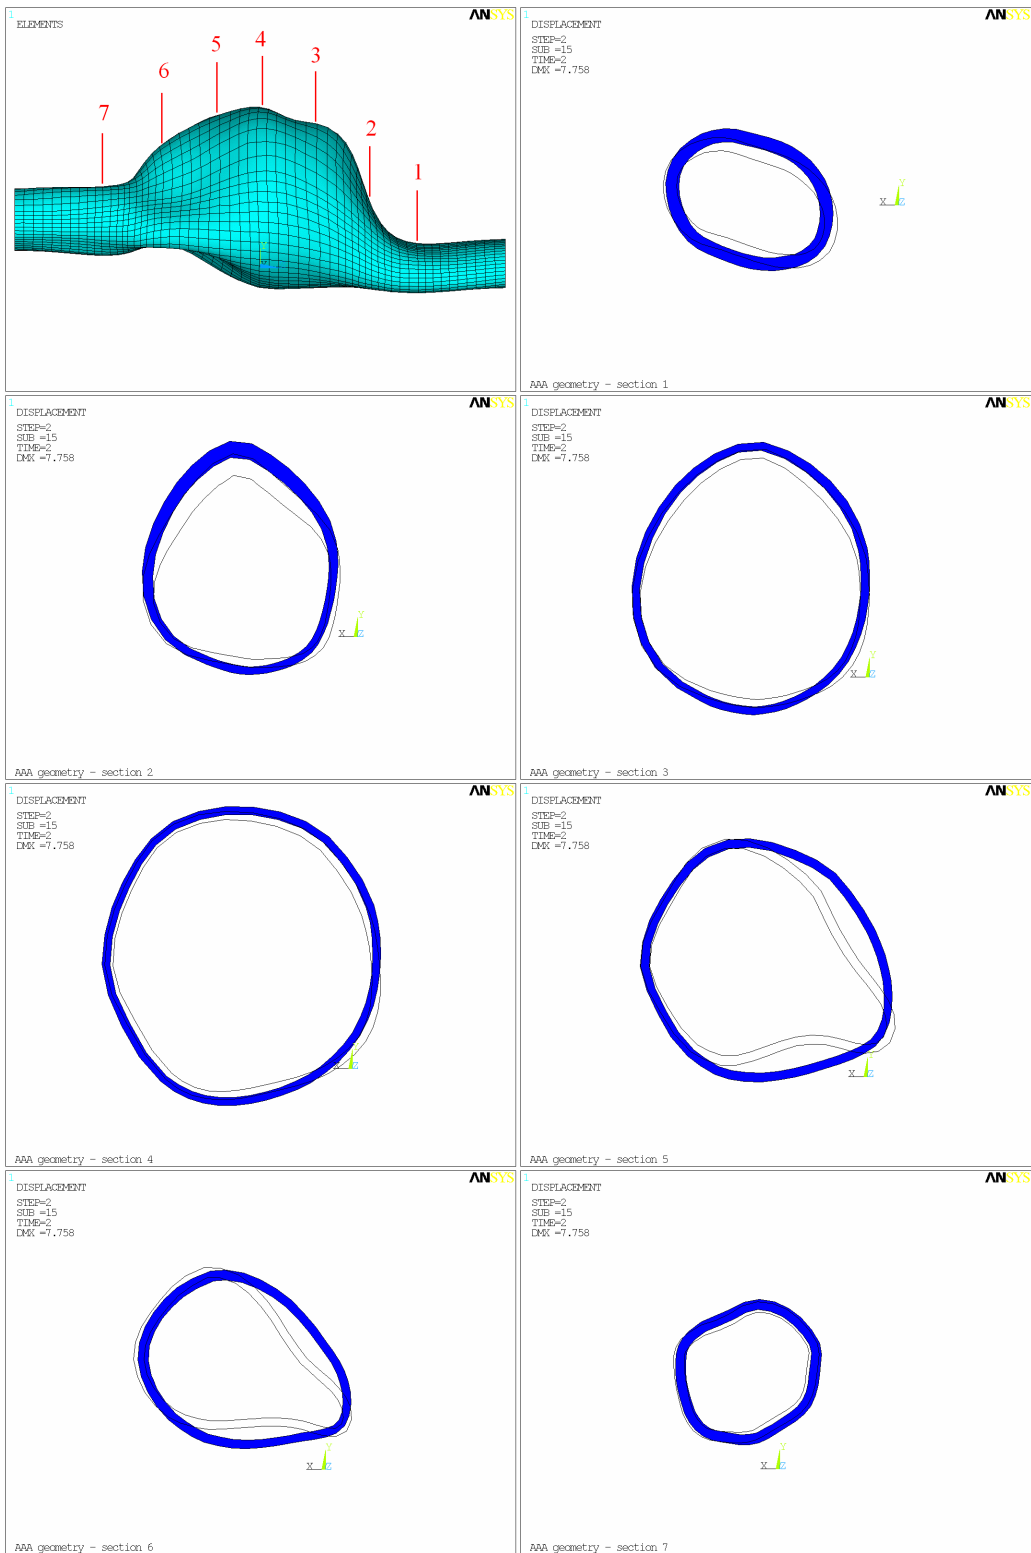 1
ANSYS
ELEMENTS
5
4
3
6
7
2
1
Y
Z
1
ANSYS
DISPLACEMENT
STEP=2
SUB =15
TIME=2
DMX =7.758
Y
X Z
AAA geometry - section 1
1
ANSYS
DISPLACEMENT
STEP=2
SUB =15
TIME=2
DMX =7.758
Y
X Z
AAA geometry - section 2
1
ANSYS
DISPLACEMENT
STEP=2
SUB =15
TIME=2
DMX =7.758
Y
X Z
AAA geometry - section 3
1
ANSYS
DISPLACEMENT
STEP=2
SUB =15
TIME=2
DMX =7.758
Y
X Z
AAA geometry - section 4
1
ANSYS
DISPLACEMENT
STEP=2
SUB =15
TIME=2
DMX =7.758
Y
X Z
AAA geometry - section 5
1
ANSYS
DISPLACEMENT
STEP=2
SUB =15
TIME=2
DMX =7.758
Y
X Z
AAA geometry - section 6
1
ANSYS
DISPLACEMENT
STEP=2
SUB =15
TIME=2
DMX =7.758
Y
X Z
AAA geometry - section 7